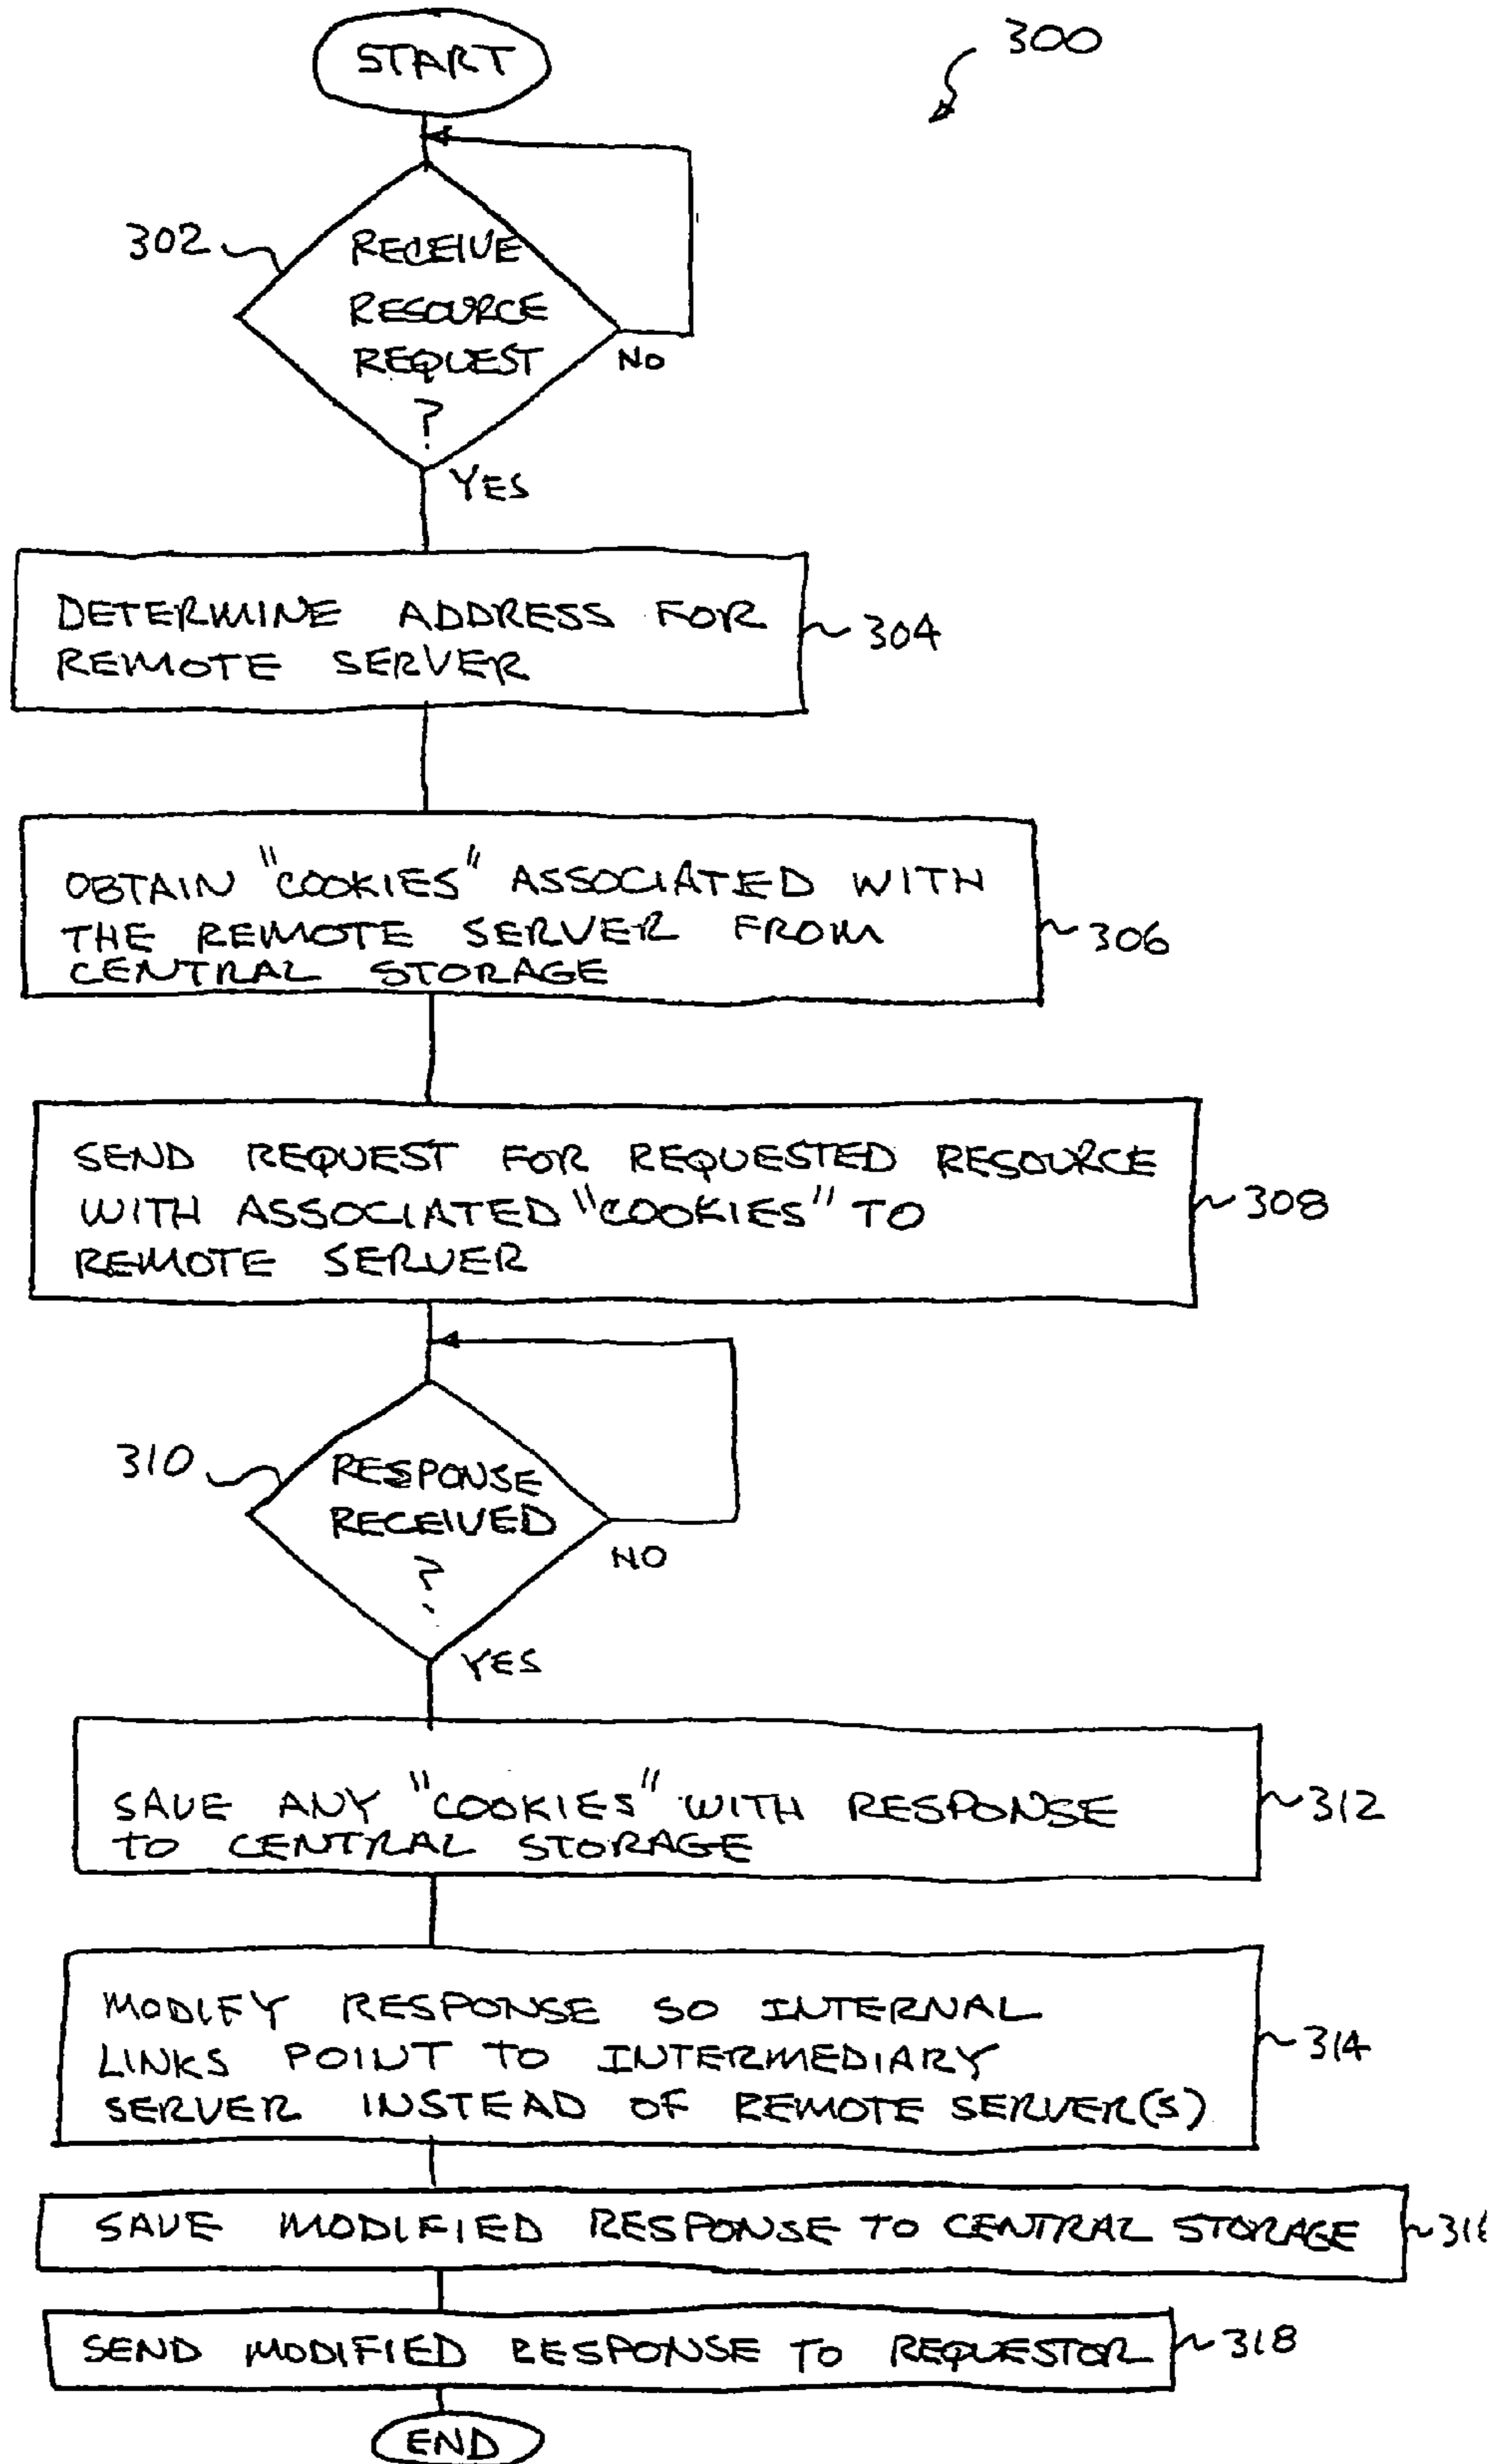 START
300
302
RECEIVE
RESOURCE
REQUEST
?
NO
YES
DETERMINE ADDRESS FOR
REMOTE SERVER
304
OBTAIN "COOKIES" ASSOCIATED WITH
THE REMOTE SERVER FROM
CENTRAL STORAGE
306
SEND REQUEST FOR REQUESTED RESOURCE
WITH ASSOCIATED "COOKIES" TO
REMOTE SERVER
308
310
RESPONSE
RECEIVED
?
NO
YES
SAVE ANY "COOKIES" WITH RESPONSE
TO CENTRAL STORAGE
312
MODIFY RESPONSE SO INTERNAL
LINKS POINT TO INTERMEDIARY
SERVER INSTEAD OF REMOTE SERVER(S)
314
SAVE MODIFIED RESPONSE TO CENTRAL STORAGE
316
SEND MODIFIED RESPONSE TO REQUESTOR
318
END